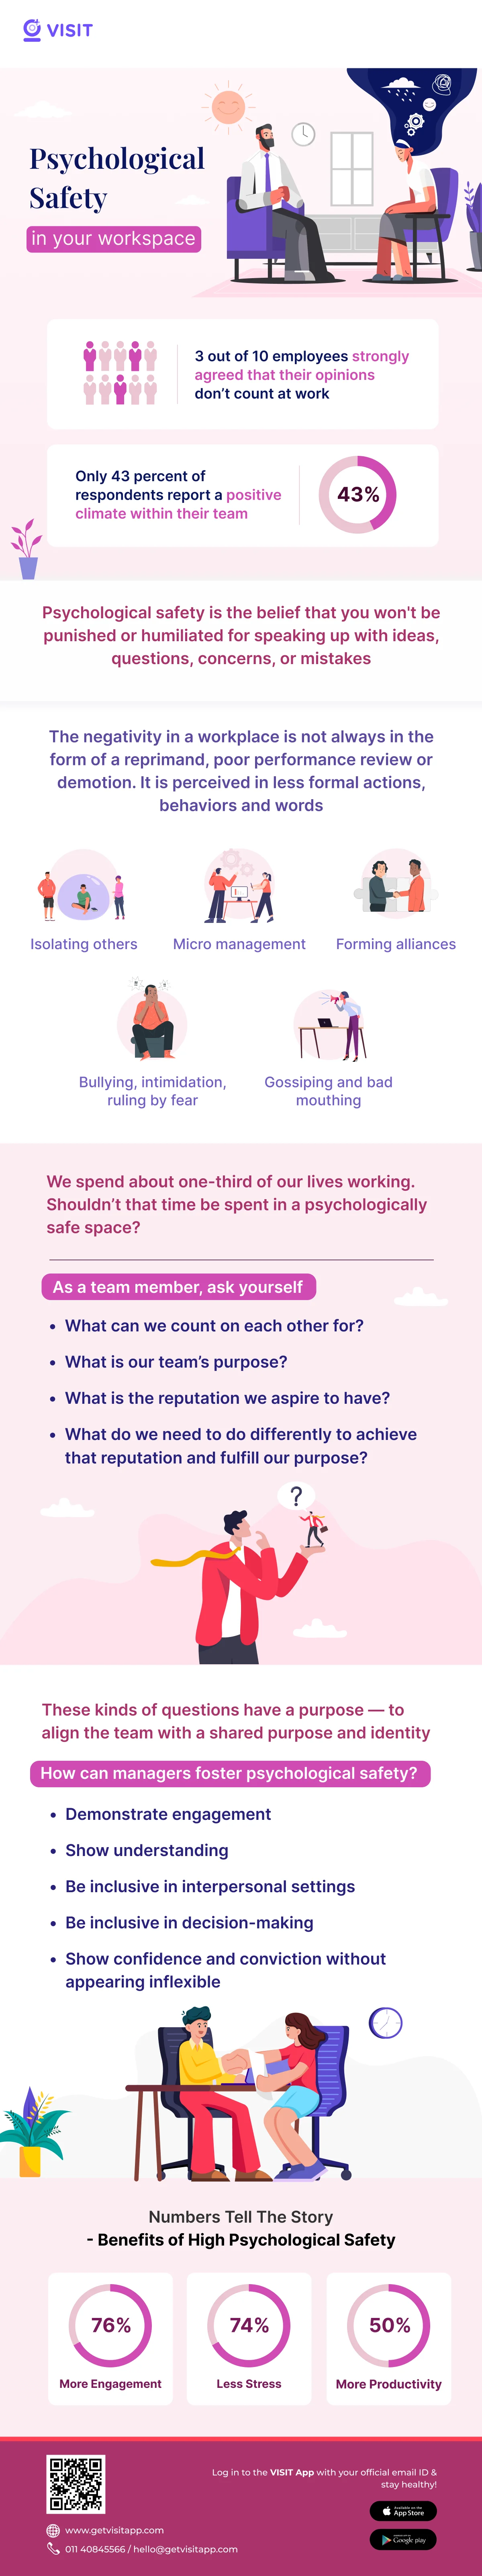 VISIT
Psychological
Safety
in your workspace
3 out of 10 employees strongly
agreed that their opinions
don't count at work
Only 43 percent of
respondents report a positive
climate within their team
43%
Psychological safety is the belief that you won't be
punished or humiliated for speaking up with ideas,
questions, concerns, or mistakes
The negativity in a workplace is not always in the
form of a reprimand, poor performance review or
demotion. It is perceived in less formal actions,
behaviors and words
Isolating others
Micro management
Forming alliances
Bullying, intimidation,
ruling by fear
Gossiping and bad
mouthing
We spend about one-third of our lives working.
Shouldn't that time be spent in a psychologically
safe space?
As a team member, ask yourself
• What can we count on each other for?
• What is our team's purpose?
• What is the reputation we aspire to have?
• What do we need to do differently to achieve
that reputation and fulfill our purpose?
?
These kinds of questions have a purpose — to
align the team with a shared purpose and identity
How can managers foster psychological safety?
• Demonstrate engagement
• Show understanding
• Be inclusive in interpersonal settings
• Be inclusive in decision-making
• Show confidence and conviction without
appearing inflexible
Numbers Tell The Story
- Benefits of High Psychological Safety
76%
More Engagement
74%
Less Stress
50%
More Productivity
Log in to the VISIT App with your official email ID &
stay healthy!
App Store
Google play
www.getvisitapp.com
011 40845566 / hello@getvisitapp.com